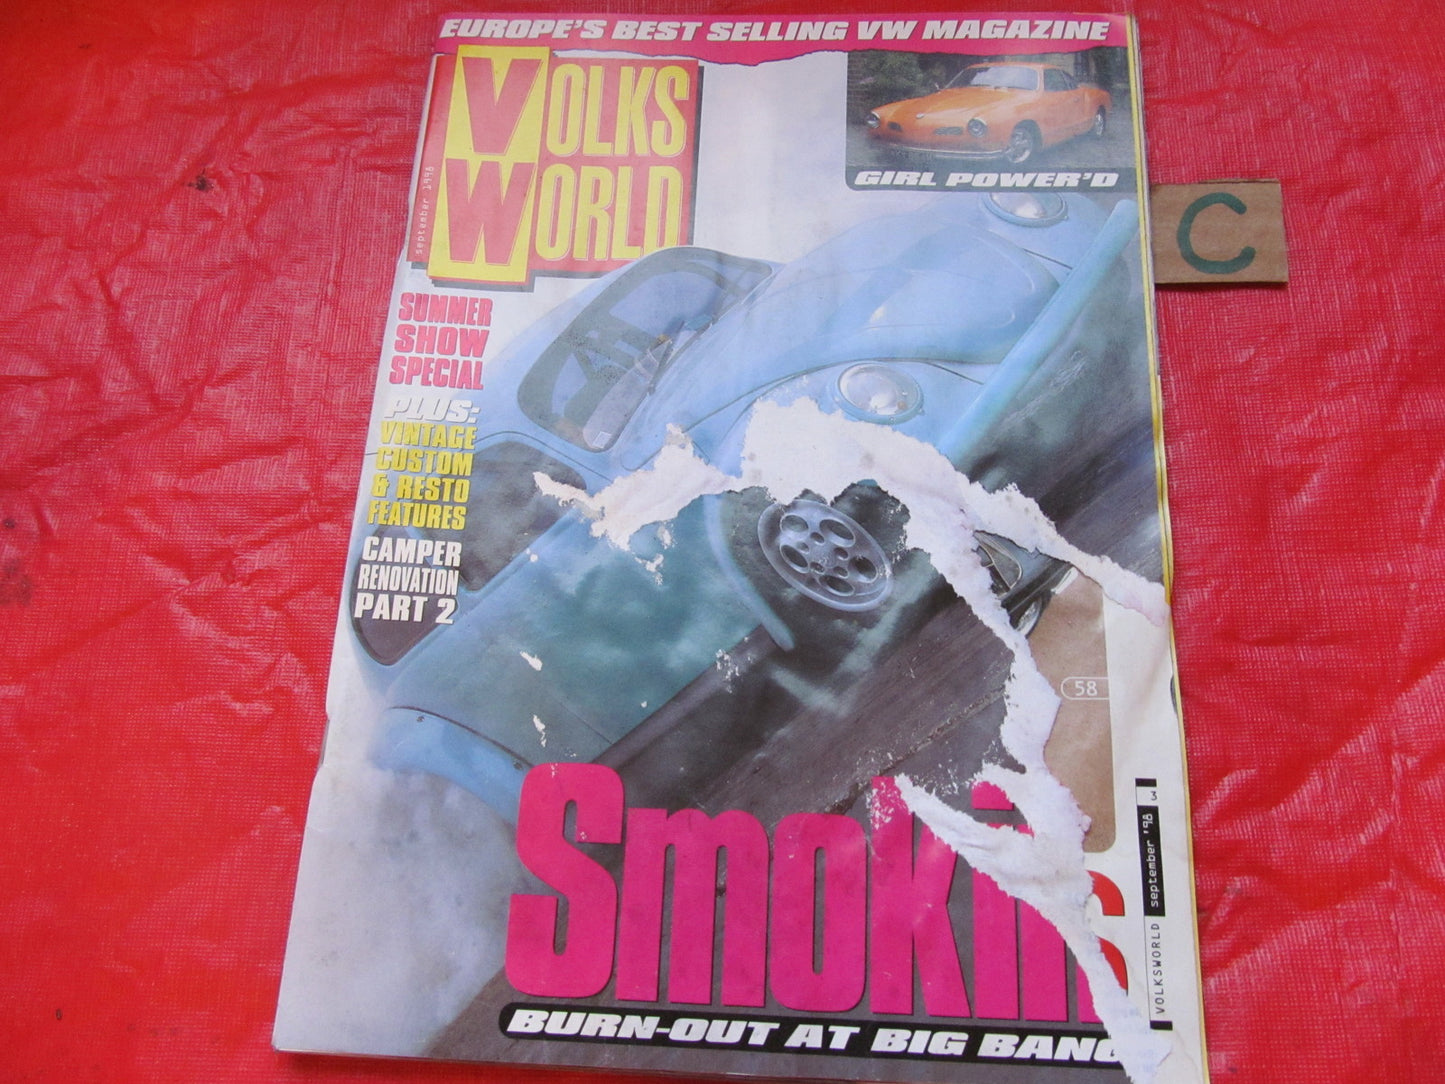 EUROPE'S BEST SELLING VW MAGAZINE
VOLKS
WORLD
september 1998
GIRL POWER'D
C
SUMMER
SHOW
SPECIAL
PLUS:
VINTAGE
CUSTOM
& RESTO
FEATURES
CAMPER
RENOVATION
PART 2
58
3
september '98
VOLKSWORLD
BURN-OUT AT BIG BANG